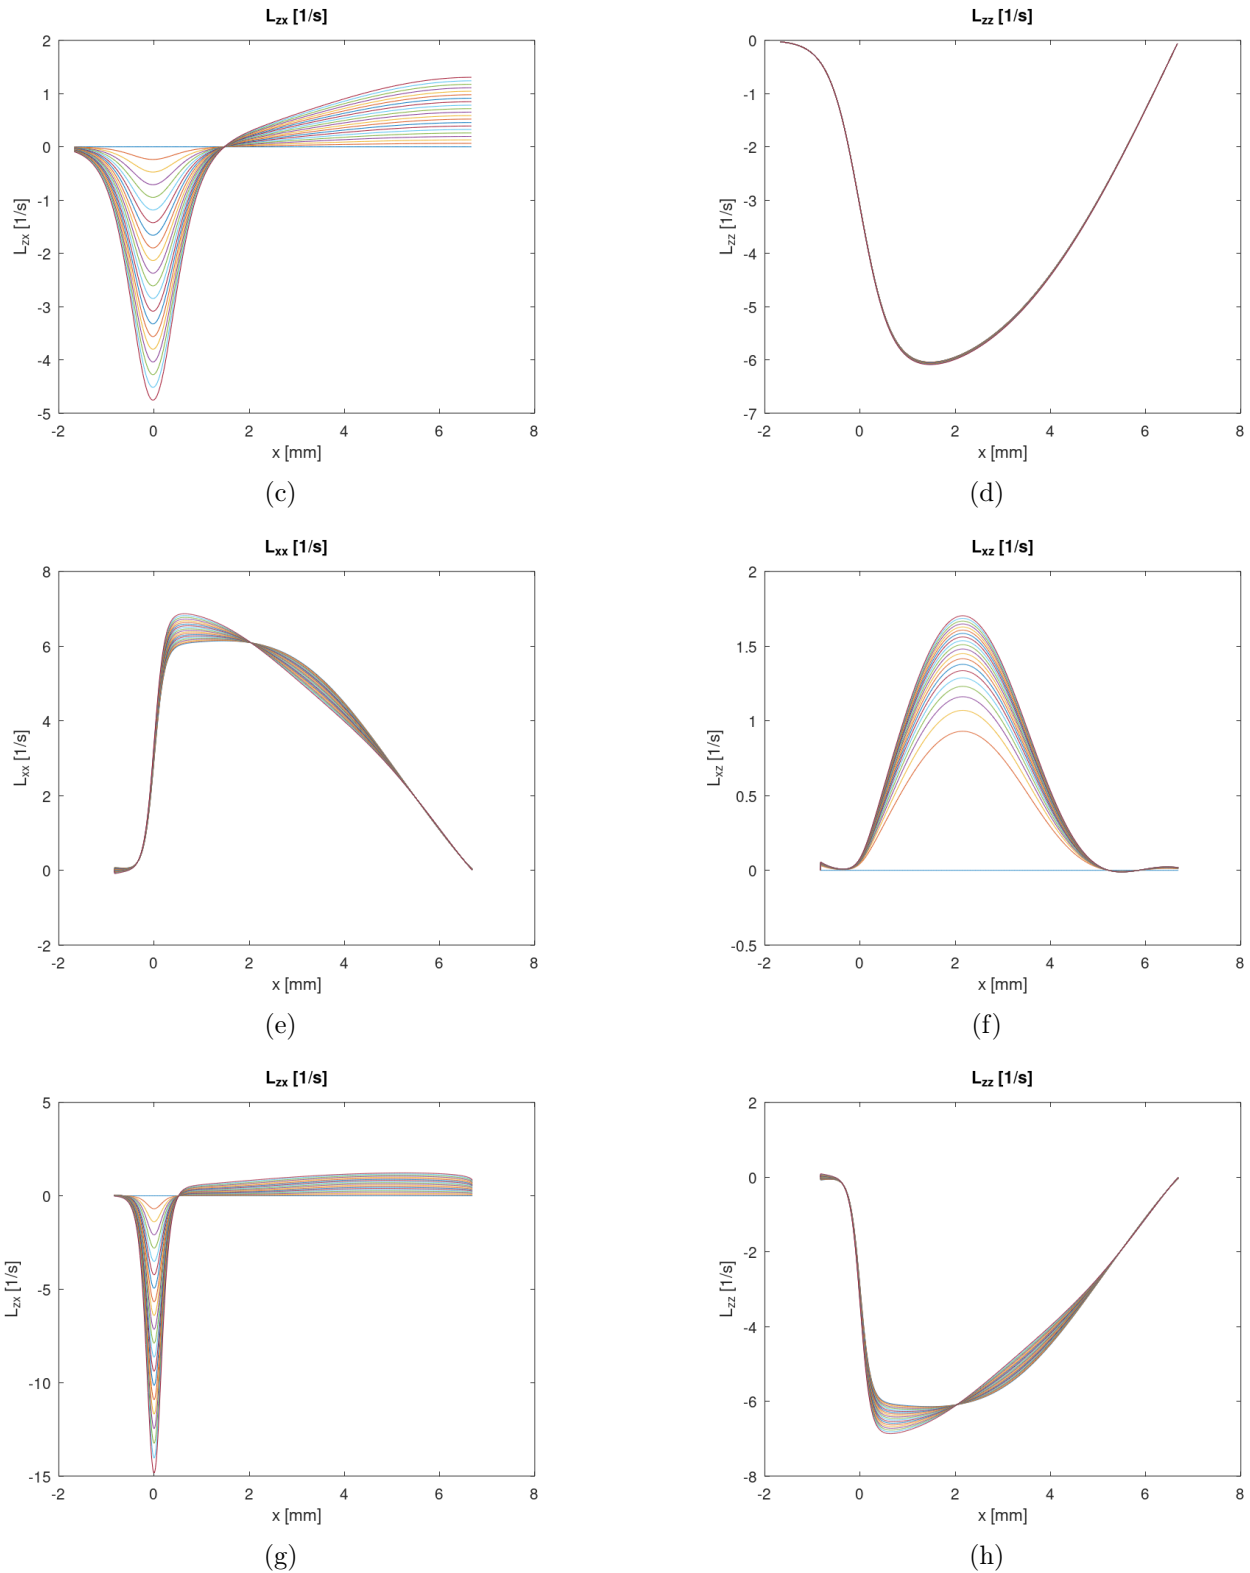 L_zx [1/s]
2
1
0
-1
-2
-3
-4
-5
L_zx [1/s]
-2 0 2 4 6 8
x [mm]
(c)
L_zz [1/s]
0
-1
-2
-3
-4
-5
-6
-7
L_zz [1/s]
-2 0 2 4 6 8
x [mm]
(d)
L_xx [1/s]
8
6
4
2
0
-2
L_xx [1/s]
-2 0 2 4 6 8
x [mm]
(e)
L_xz [1/s]
2
1.5
1
0.5
0
-0.5
L_xz [1/s]
-2 0 2 4 6 8
x [mm]
(f)
L_zx [1/s]
5
0
-5
-10
-15
L_zx [1/s]
-2 0 2 4 6 8
x [mm]
(g)
L_zz [1/s]
2
0
-2
-4
-6
-8
L_zz [1/s]
-2 0 2 4 6 8
x [mm]
(h)